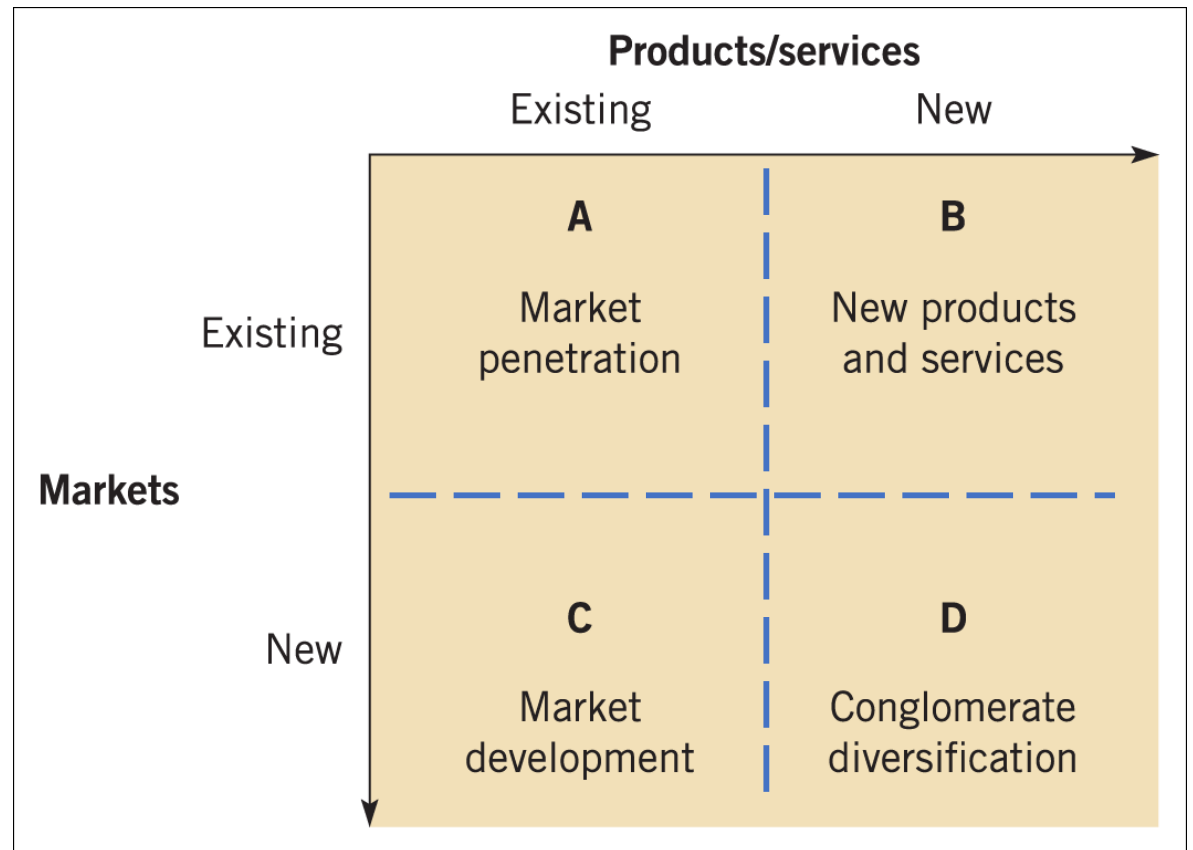 Products/services
Existing
New
A
B
Existing
Market
penetration
New products
and services
Markets
C
D
New
Market
development
Conglomerate
diversification